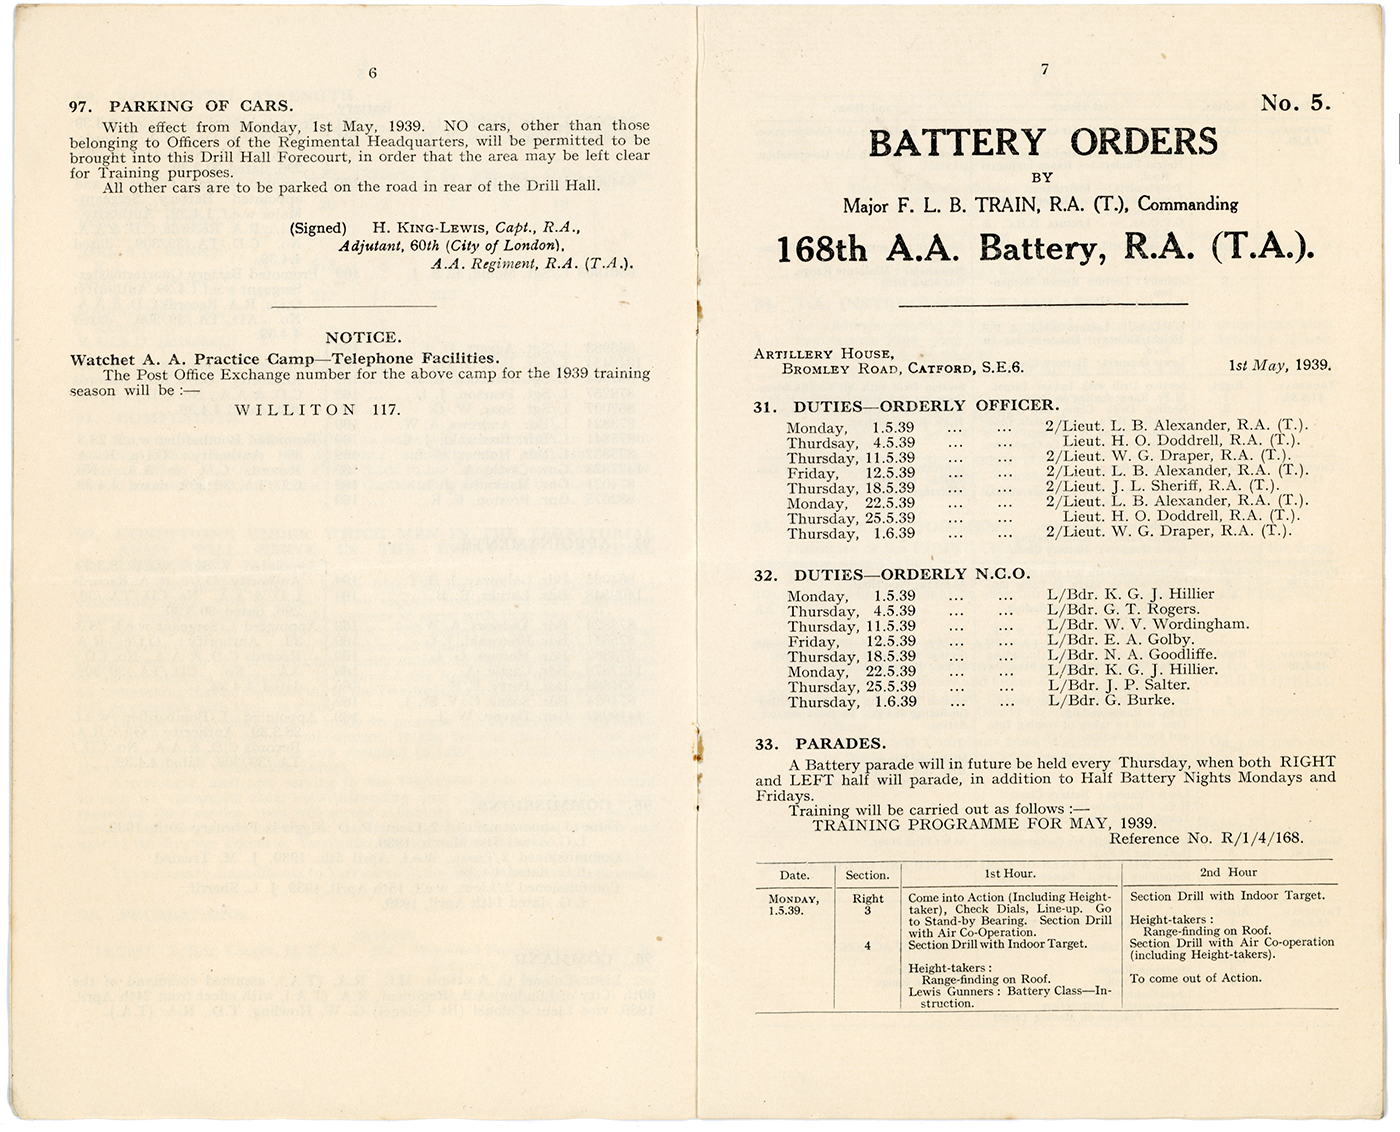 6
97. PARKING OF CARS.
With effect from Monday, 1st May, 1939. NO cars, other than those
belonging to Officers of the Regimental Headquarters, will be permitted to be
brought into this Drill Hall Forecourt, in order that the area may be left clear
for Training purposes.
All other cars are to be parked on the road in rear of the Drill Hall.
(Signed) H. KING-LEWIS, Capt., R.A.,
Adjutant, 60th (City of London),
A.A. Regiment, R.A. (T.A.).
NOTICE.
Watchet A. A. Practice Camp—Telephone Facilities.
The Post Office Exchange number for the above camp for the 1939 training
season will be :—
WILLITON 117.
7
No. 5.
BATTERY ORDERS
BY
Major F. L. B. TRAIN, R.A. (T.), Commanding
168th A.A. Battery, R.A. (T.A.).
ARTILLERY HOUSE,
BROMLEY ROAD, CATFORD, S.E.6. 1st May, 1939.
31. DUTIES—ORDERLY OFFICER.
Monday, 1.5.39 ... ... 2/Lieut. L. B. Alexander, R.A. (T.).
Thurdsay, 4.5.39 ... ... Lieut. H. O. Doddrell, R.A. (T.).
Thursday, 11.5.39 ... ... 2/Lieut. W. G. Draper, R.A. (T.).
Friday, 12.5.39 ... ... 2/Lieut. L. B. Alexander, R.A. (T.).
Thursday, 18.5.39 ... ... 2/Lieut. J. L. Sheriff, R.A. (T.).
Monday, 22.5.39 ... ... 2/Lieut. L. B. Alexander, R.A. (T.).
Thursday, 25.5.39 ... ... Lieut. H. O. Doddrell, R.A. (T.).
Thursday, 1.6.39 ... ... 2/Lieut. W. G. Draper, R.A. (T.).
32. DUTIES—ORDERLY N.C.O.
Monday, 1.5.39 ... ... L/Bdr. K. G. J. Hillier
Thursday, 4.5.39 ... ... L/Bdr. G. T. Rogers.
Thursday, 11.5.39 ... ... L/Bdr. W. V. Wordingham.
Friday, 12.5.39 ... ... L/Bdr. E. A. Golby.
Thursday, 18.5.39 ... ... L/Bdr. N. A. Goodliffe.
Monday, 22.5.39 ... ... L/Bdr. K. G. J. Hillier.
Thursday, 25.5.39 ... ... L/Bdr. J. P. Salter.
Thursday, 1.6.39 ... ... L/Bdr. G. Burke.
33. PARADES.
A Battery parade will in future be held every Thursday, when both RIGHT
and LEFT half will parade, in addition to Half Battery Nights Mondays and
Fridays.
Training will be carried out as follows :—
TRAINING PROGRAMME FOR MAY, 1939.
Reference No. R/1/4/168.
Date. Section. 1st Hour. 2nd Hour
MONDAY, Right Come into Action (Including Height- Section Drill with Indoor Target.
1.5.39. 3 taker), Check Dials, Line-up. Go
to Stand-by Bearing. Section Drill Height-takers :
with Air Co-Operation. Range-finding on Roof.
4 Section Drill with Indoor Target. Section Drill with Air Co-operation
(including Height-takers).
Height-takers :
Range-finding on Roof. To come out of Action.
Lewis Gunners : Battery Class—In-
struction.